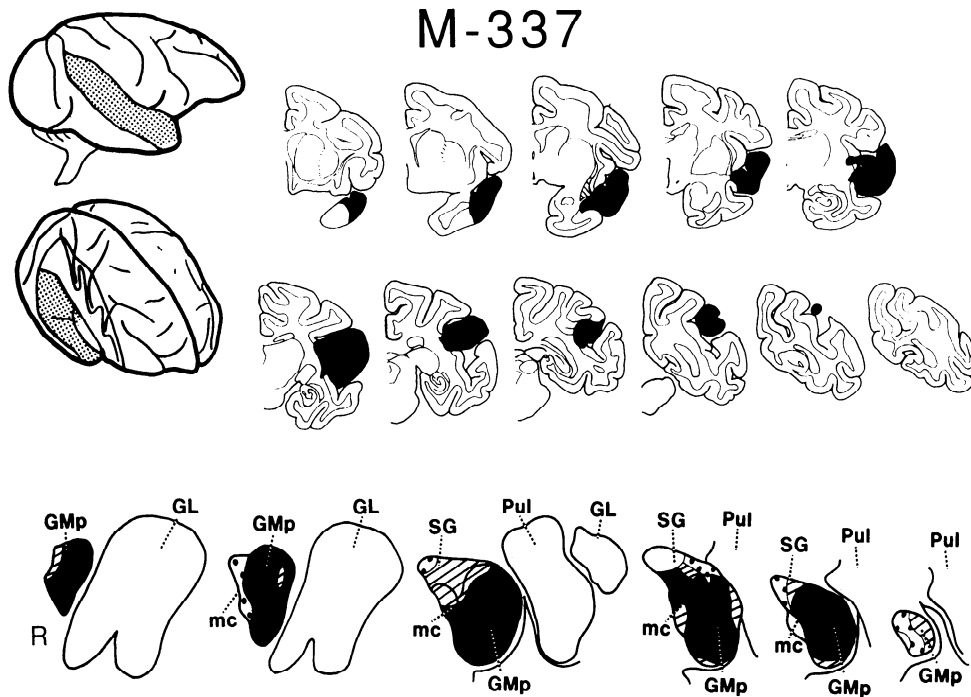 M-337
GMp GL
GMp GL
mc
SG Pul GL
mc GMp
SG Pul
mc GMp
SG Pul
mc GMp
Pul
GMp
R